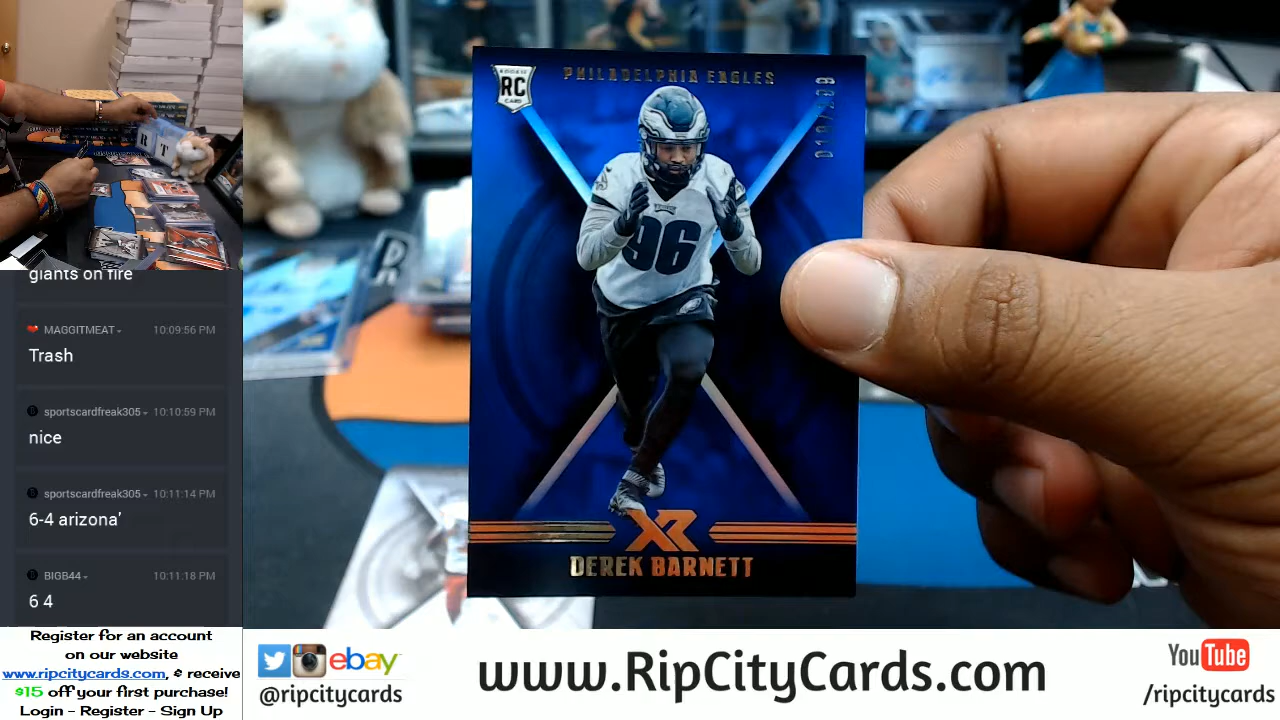 giants on fire
MAGGITMEAT
10:09:56 PM
Trash
sportscardfreak305
10:10:59 PM
nice
sportscardfreak305
10:11:14 PM
6-4 arizona'
BIGB44
10:11:18 PM
6 4
Register for an account
on our website
www.ripcitycards.com, & receive
$15 off your first purchase!
Login - Register - Sign Up
ROOKIE
RC
CARD
PHILADELPHIA EAGLES
96
XR
DEREK BARNETT
ebay
@ripcitycards
www.RipCityCards.com
YouTube
/ripcitycards
R T